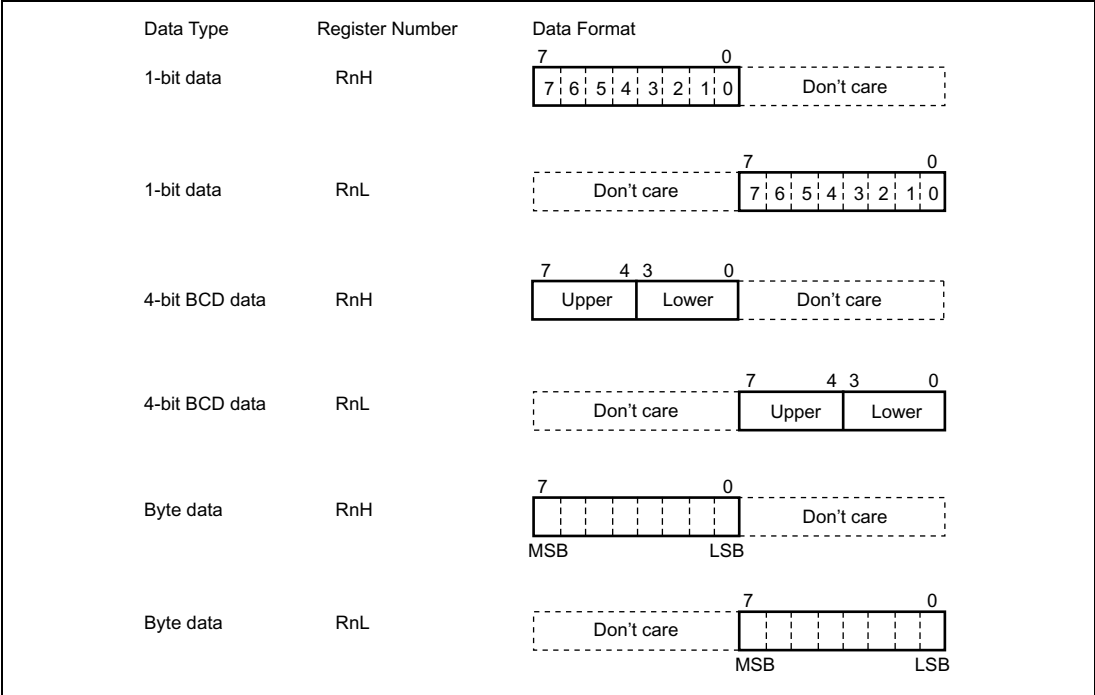 Data Type Register Number Data Format
7 0
1-bit data RnH 7 6 5 4 3 2 1 0 Don't care
7 0
1-bit data RnL Don't care 7 6 5 4 3 2 1 0
7 4 3 0
4-bit BCD data RnH Upper Lower Don't care
7 4 3 0
4-bit BCD data RnL Don't care Upper Lower
7 0
Byte data RnH Don't care
MSB LSB
7 0
Byte data RnL Don't care
MSB LSB